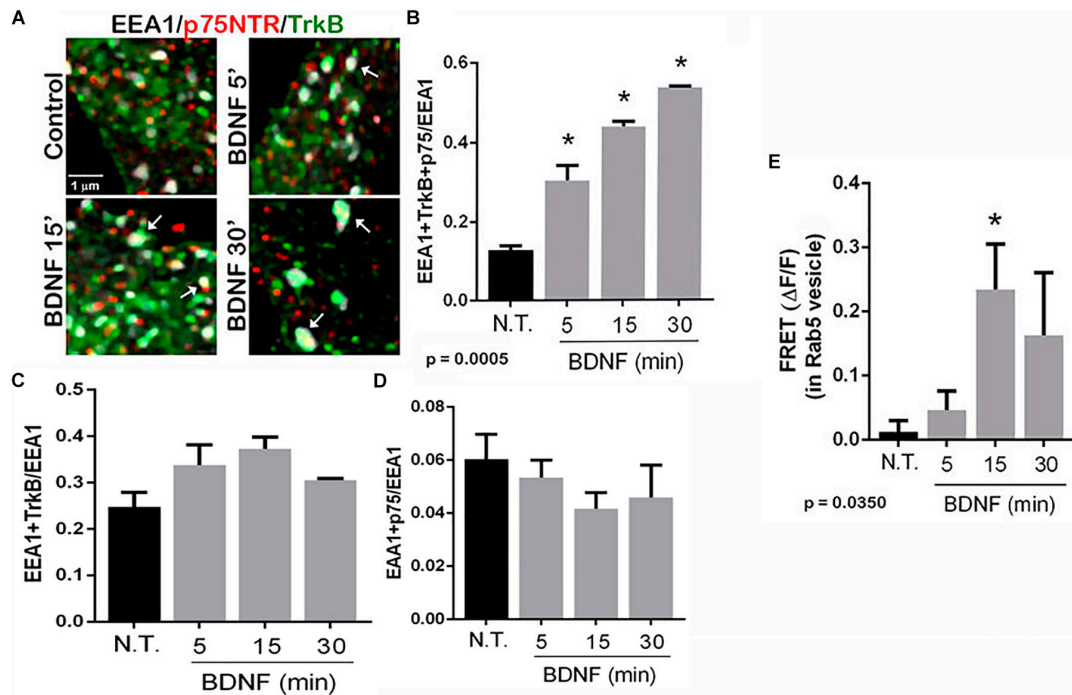 A
EEA1/p75NTR/TrkB
Control
BDNF 5'
1 μm
BDNF 15'
BDNF 30'
B
EEA1+TrkB+p75/EEA1
0.6
0.4
0.2
0.0
* * *
N.T. 5 15 30
BDNF (min)
p = 0.0005
C
EEA1+TrkB/EEA1
0.5
0.4
0.3
0.3
0.1
0.0
N.T. 5 15 30
BDNF (min)
D
EAA1+p75/EEA1
0.08
0.06
0.04
0.02
0.00
N.T. 5 15 30
BDNF (min)
E
FRET (ΔF/F)
(in Rab5 vesicle)
0.4
0.3
0.2
0.1
0.0
*
N.T. 5 15 30
BDNF (min)
p = 0.0350